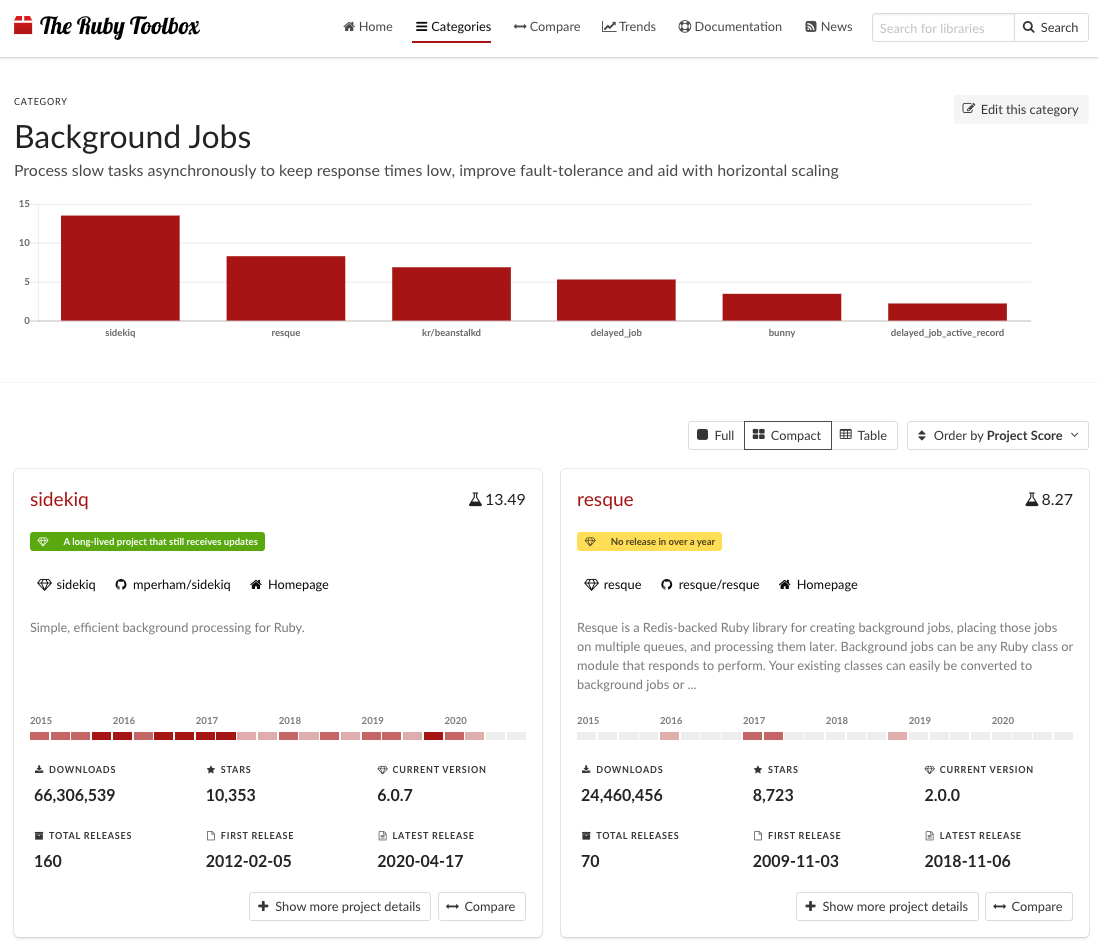 The Ruby Toolbox
Home Categories Compare Trends Documentation News Search for libraries Search
CATEGORY
Edit this category
Background Jobs
Process slow tasks asynchronously to keep response times low, improve fault-tolerance and aid with horizontal scaling
15
10
5
0
sidekiq resque kr/beanstalkd delayed_job bunny delayed_job_active_record
Full Compact Table Order by Project Score
sidekiq 13.49
A long-lived project that still receives updates
sidekiq mperham/sidekiq Homepage
Simple, efficient background processing for Ruby.
2015 2016 2017 2018 2019 2020
DOWNLOADS STARS CURRENT VERSION
66,306,539 10,353 6.0.7
TOTAL RELEASES FIRST RELEASE LATEST RELEASE
160 2012-02-05 2020-04-17
Show more project details Compare
resque 8.27
No release in over a year
resque resque/resque Homepage
Resque is a Redis-backed Ruby library for creating background jobs, placing those jobs
on multiple queues, and processing them later. Background jobs can be any Ruby class or
module that responds to perform. Your existing classes can easily be converted to
background jobs or ...
2015 2016 2017 2018 2019 2020
DOWNLOADS STARS CURRENT VERSION
24,460,456 8,723 2.0.0
TOTAL RELEASES FIRST RELEASE LATEST RELEASE
70 2009-11-03 2018-11-06
Show more project details Compare